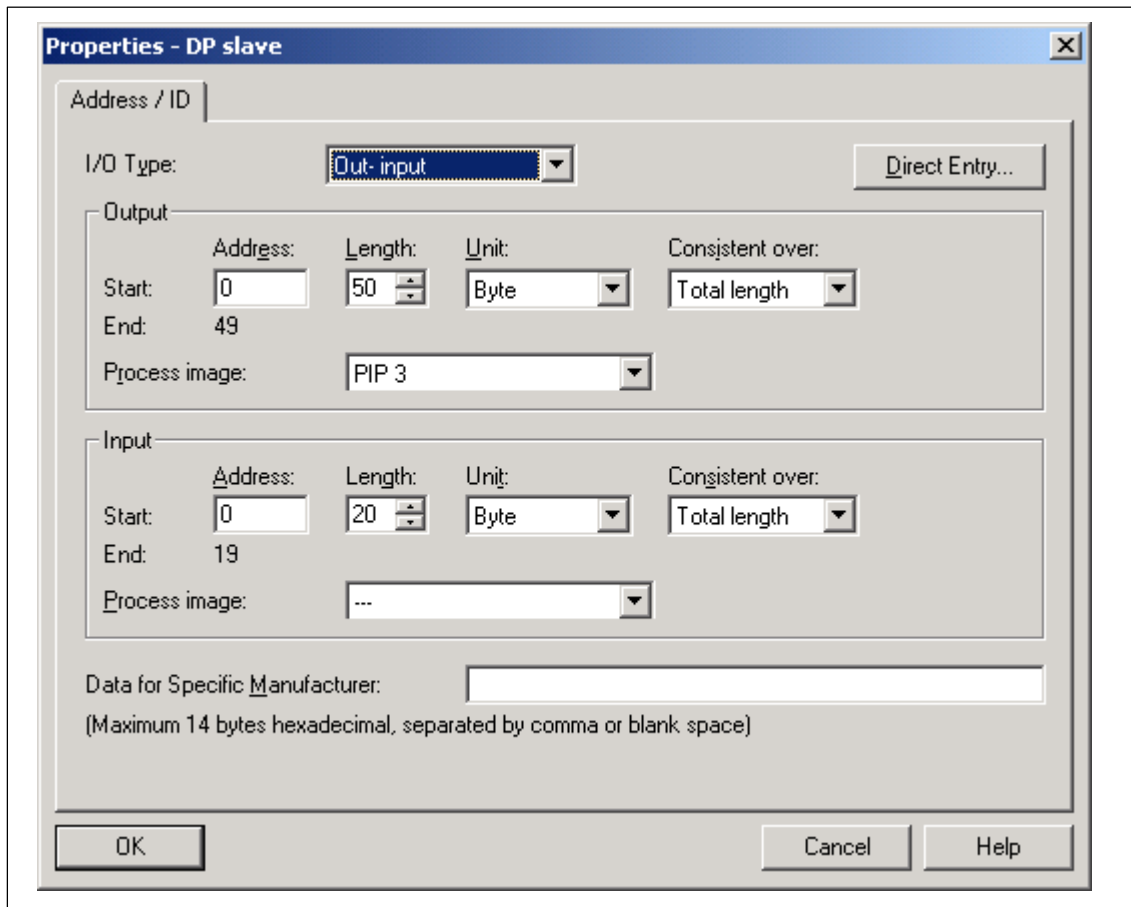 Properties - DP slave
Address / ID
I/O Type: Out- input Direct Entry...
Output
Address: Length: Unit: Consistent over:
Start: 0 50 Byte Total length
End: 49
Process image: PIP 3
Input
Address: Length: Unit: Consistent over:
Start: 0 20 Byte Total length
End: 19
Process image: ---
Data for Specific Manufacturer:
(Maximum 14 bytes hexadecimal, separated by comma or blank space)
OK Cancel Help